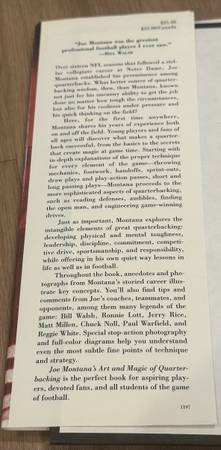 $25.00
"Joe Montana was the greatest
professional football player I ever saw."
—BILL WALSH
Over sixteen NFL seasons that followed a stel-
lar collegiate career at Notre Dame, Joe
Montana established his preeminence among
quarterbacks. What better source of quarter-
backing wisdom, then, than Montana, known
not just for his uncanny ability to get the job
done no matter how tough the circumstances,
but also for his coolness under pressure and
his quick thinking on the field?
Here, for the first time anywhere,
Montana shares his years of experience both
on and off the field. Young players and fans of
all ages will discover what makes a quarter-
back successful, from the basics to the secrets
that create magic at game time. Starting with
in-depth explanations of the proper technique
for every element of the game—throwing
mechanics, footwork, handoffs, sprint-outs,
draw plays and play-action passes, short and
long passing plays—Montana proceeds to the
more sophisticated aspects of quarterbacking,
such as reading defenses, audibles, finding
the open man, and engineering game-winning
drives.
Just as important, Montana explores the
intangible elements of great quarterbacking:
developing physical and mental toughness,
leadership, discipline, commitment, competi-
tive drive, sportsmanship, and responsibility,
while offering in his own quiet way lessons in
life as well as in football.
Throughout the book, anecdotes and pho-
tographs from Montana's storied career illus-
trate key concepts. You'll also find tips and
comments from Joe's coaches, teammates, and
opponents, among them many legends of the
game: Bill Walsh, Ronnie Lott, Jerry Rice,
Matt Millen, Chuck Noll, Paul Warfield, and
Reggie White. Special stop-action photography
and full-color diagrams help you understand
even the most subtle fine points of technique
and strategy.
Joe Montana's Art and Magic of Quarter-
backing is the perfect book for aspiring play-
ers, devoted fans, and all students of the game
of football.
1197